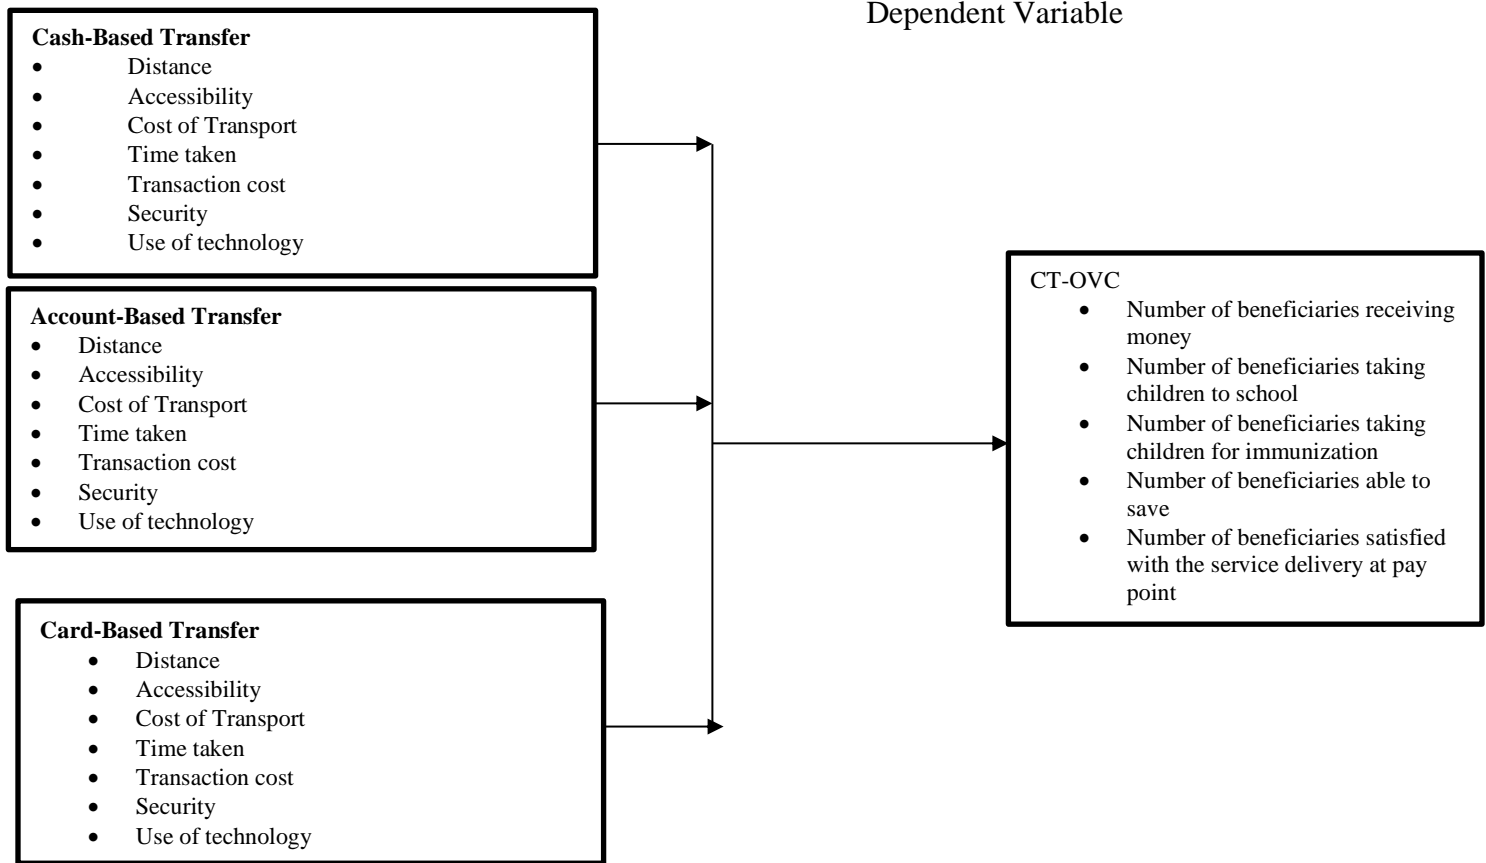 Dependent Variable
Cash-Based Transfer
• Distance
• Accessibility
• Cost of Transport
• Time taken
• Transaction cost
• Security
• Use of technology
Account-Based Transfer
• Distance
• Accessibility
• Cost of Transport
• Time taken
• Transaction cost
• Security
• Use of technology
Card-Based Transfer
• Distance
• Accessibility
• Cost of Transport
• Time taken
• Transaction cost
• Security
• Use of technology
CT-OVC
• Number of beneficiaries receiving
money
• Number of beneficiaries taking
children to school
• Number of beneficiaries taking
children for immunization
• Number of beneficiaries able to
save
• Number of beneficiaries satisfied
with the service delivery at pay
point